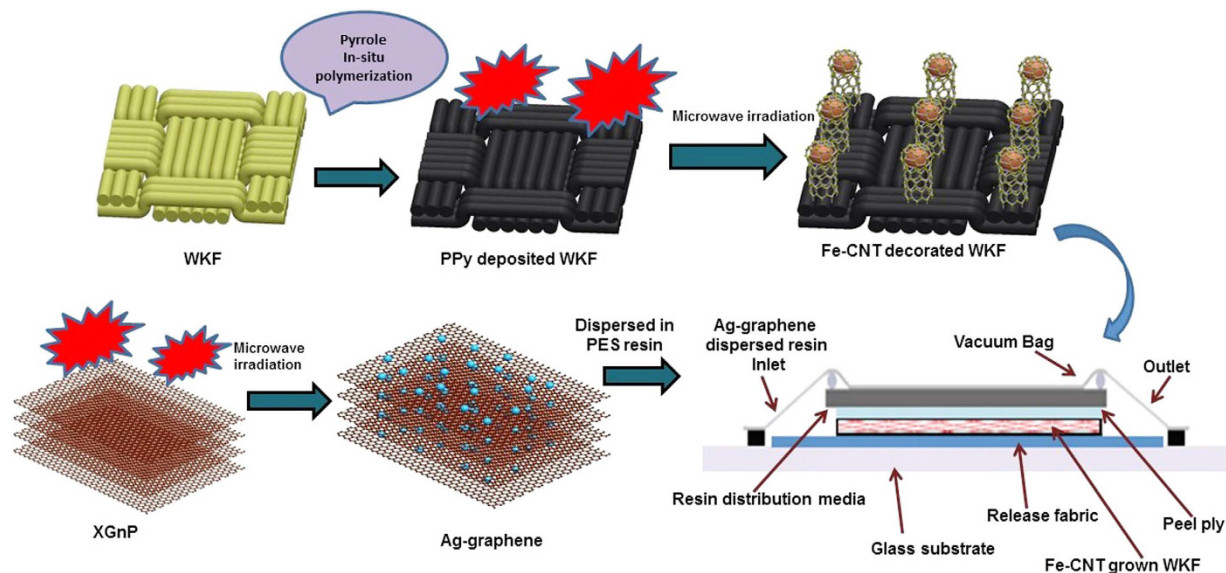 Pyrrole
In-situ
polymerization
Microwave irradiation
WKF
PPy deposited WKF
Fe-CNT decorated WKF
Microwave
irradiation
Dispersed in
PES resin
Ag-graphene
dispersed resin
Inlet
Vacuum Bag
Outlet
XGnP
Ag-graphene
Resin distribution media
Glass substrate
Release fabric
Fe-CNT grown WKF
Peel ply